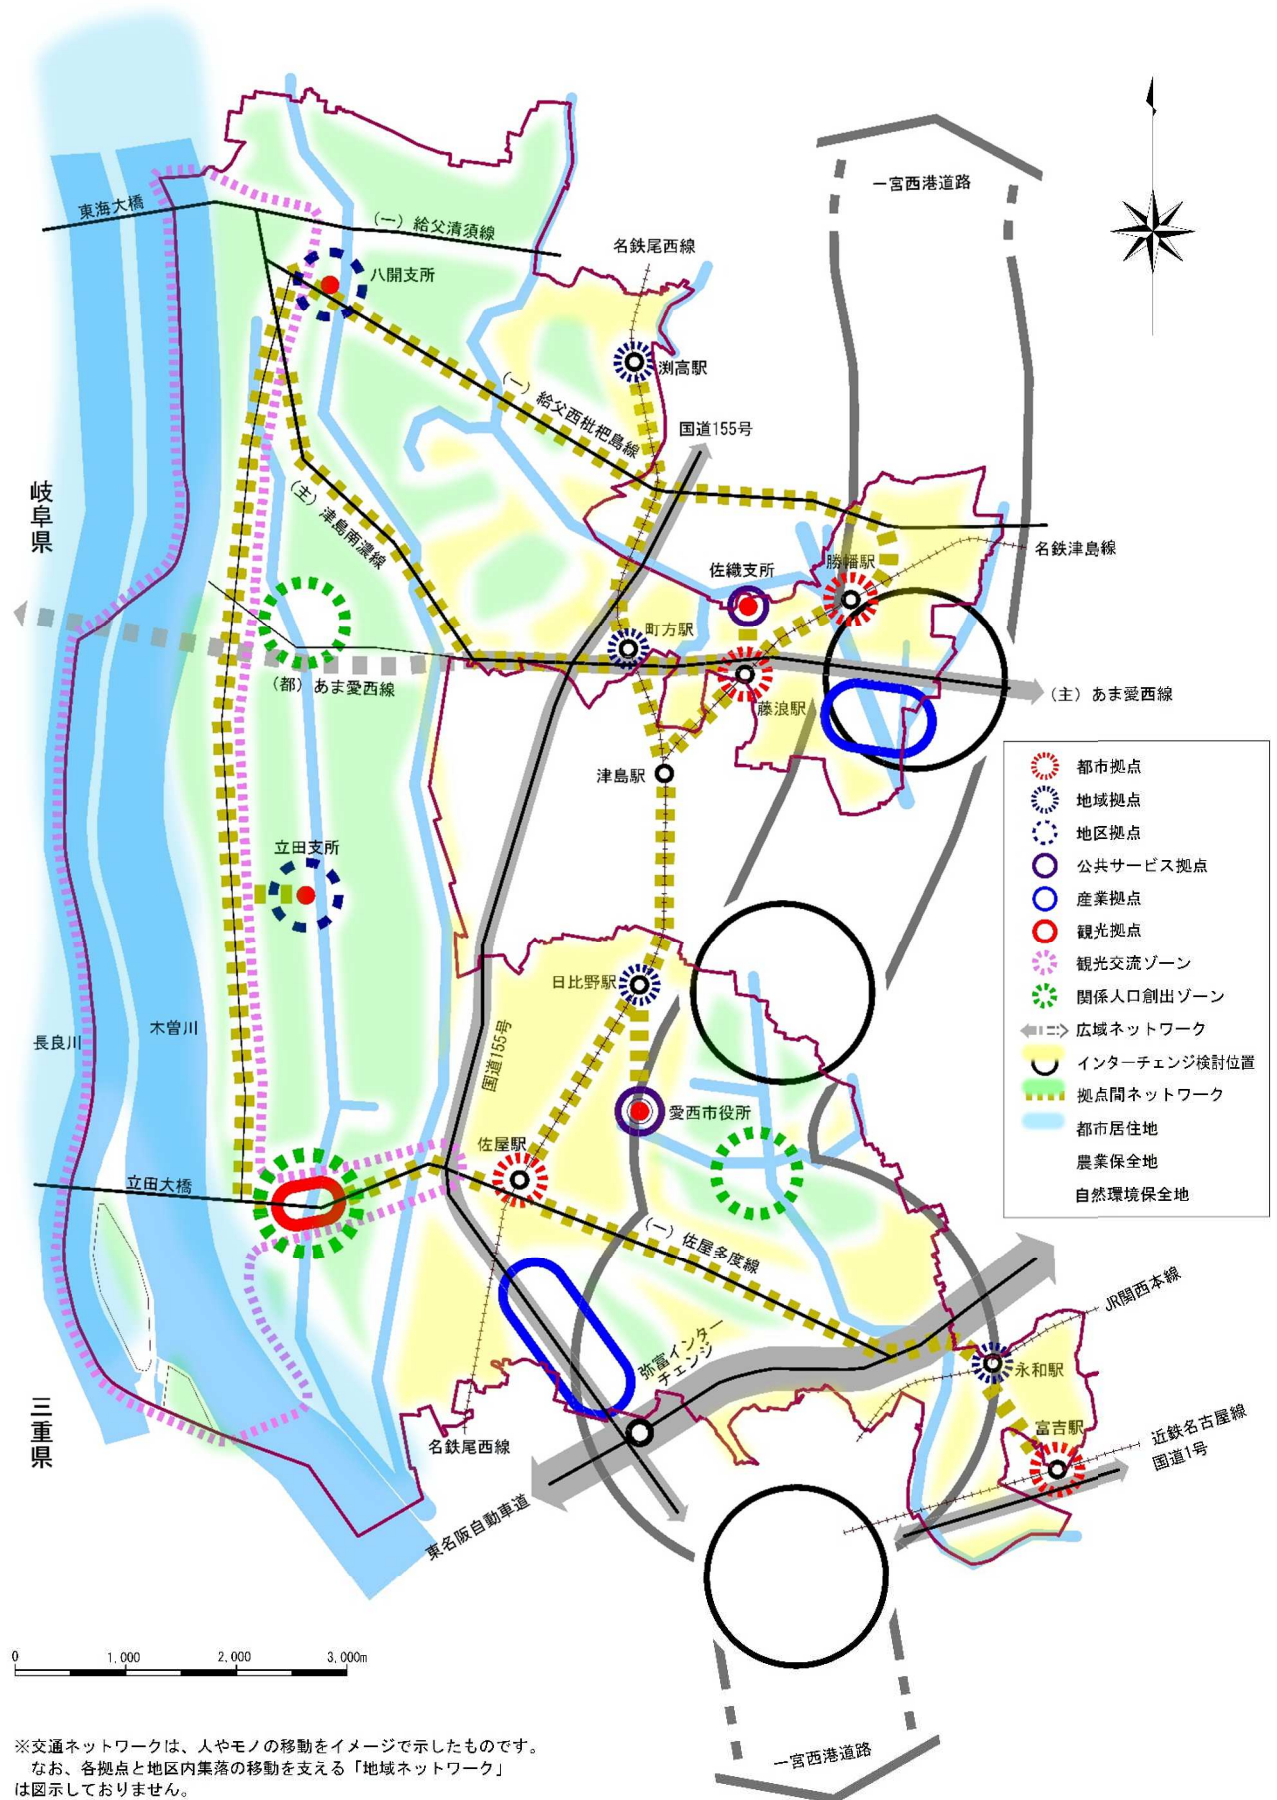 一宮西港道路
東海大橋
（一）給父清須線
名鉄尾西線
八開支所
渕高駅
（一）給父西枇杷島線
国道155号
岐阜県
（主）津島南濃線
名鉄津島線
勝幡駅
佐織支所
町方駅
（都）あま愛西線
（主）あま愛西線
藤浪駅
津島駅
都市拠点
地域拠点
地区拠点
公共サービス拠点
産業拠点
観光拠点
観光交流ゾーン
関係人口創出ゾーン
広域ネットワーク
インターチェンジ検討位置
拠点間ネットワーク
都市居住地
農業保全地
自然環境保全地
立田支所
日比野駅
木曽川
長良川
国道155号
愛西市役所
佐屋駅
立田大橋
（一）佐屋多度線
JR関西本線
弥富インター
チェンジ
永和駅
三重県
富吉駅
近鉄名古屋線
国道1号
名鉄尾西線
東名阪自動車道
0
1,000
2,000
3,000m
一宮西港道路
※交通ネットワークは、人やモノの移動をイメージで示したものです。
なお、各拠点と地区内集落の移動を支える「地域ネットワーク」
は図示しておりません。